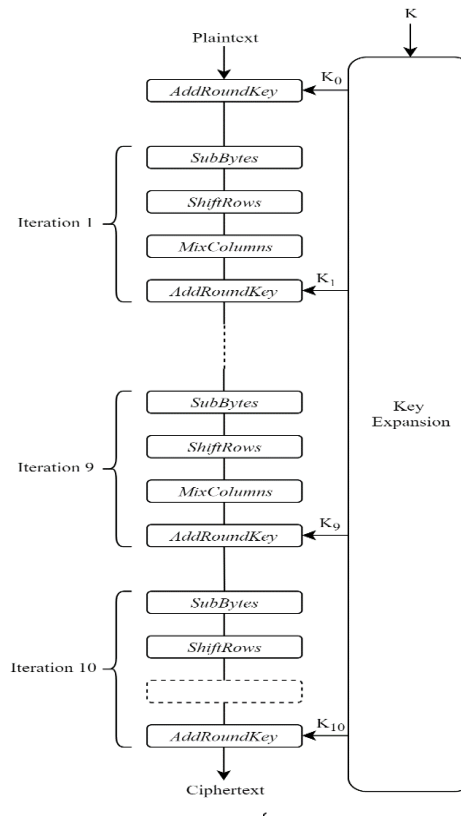 K
Plaintext
K0
AddRoundKey
SubBytes
ShiftRows
Iteration 1
MixColumns
K1
AddRoundKey
SubBytes
Key
Expansion
ShiftRows
Iteration 9
MixColumns
K9
AddRoundKey
SubBytes
ShiftRows
Iteration 10
K10
AddRoundKey
Ciphertext